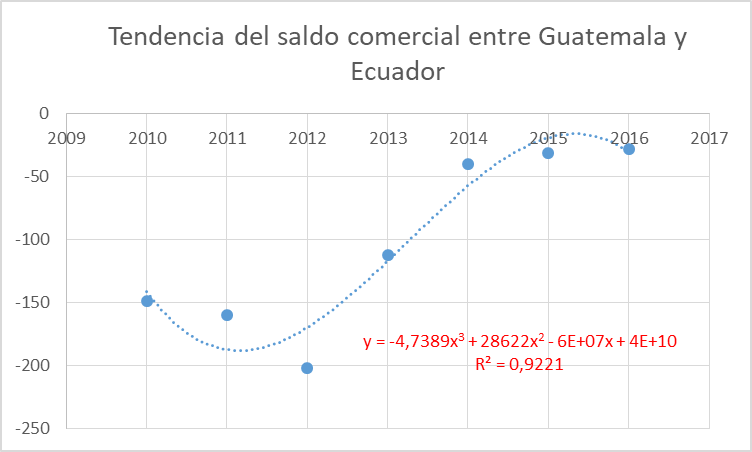 Tendencia del saldo comercial entre Guatemala y
Ecuador
0
2009 2010 2011 2012 2013 2014 2015 2016 2017
-50
-100
-150
-200
-250
y = -4,7389x³ + 28622x² - 6E+07x + 4E+10
R² = 0,9221